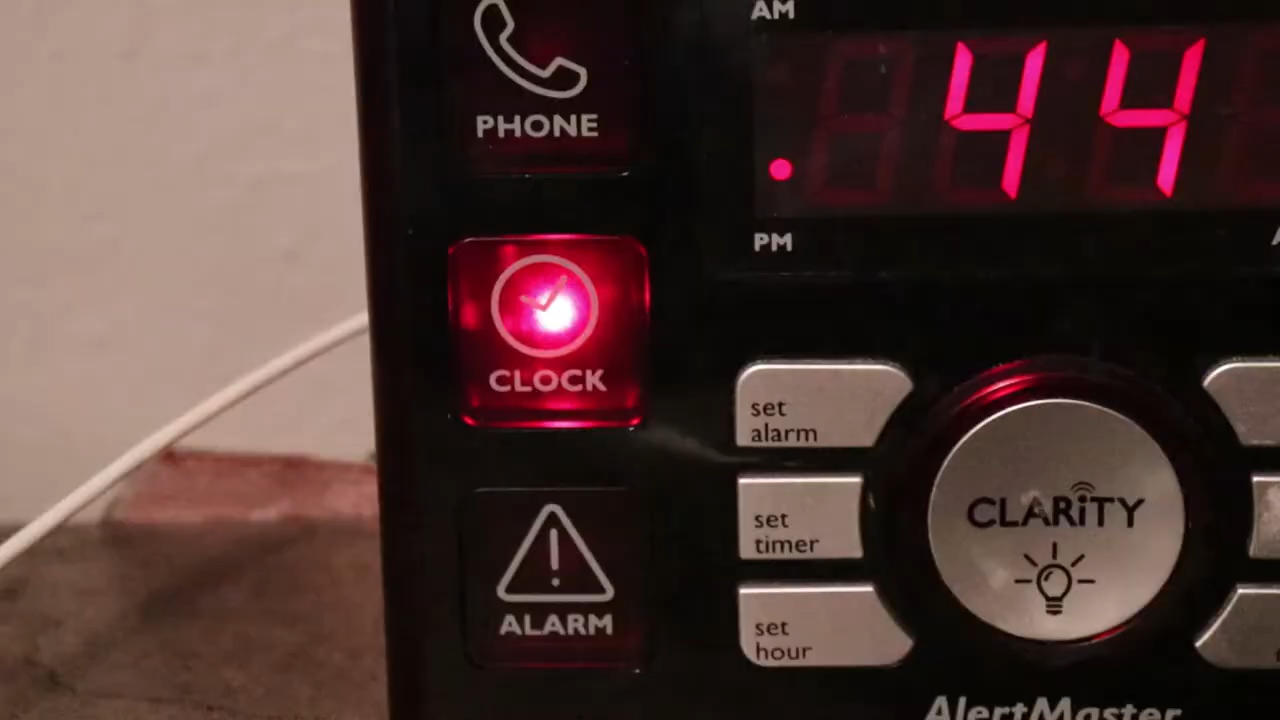 AM
44
PHONE
PM
CLOCK
set
alarm
CLARiTY
set
timer
ALARM
set
hour
AlertMaster